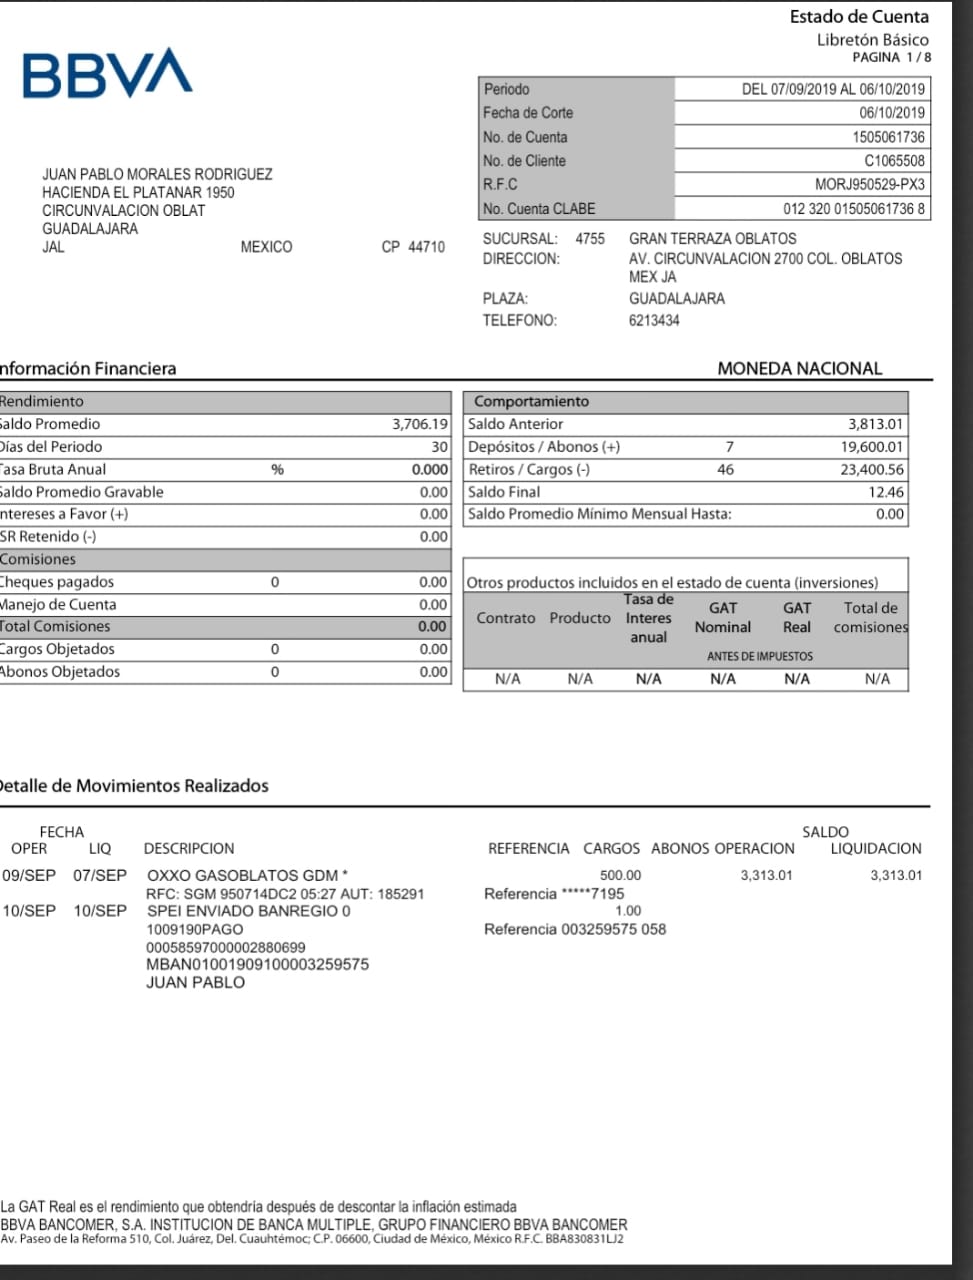 Estado de Cuenta
Libretón Básico
PAGINA 1 / 8
BBVA
Periodo DEL 07/09/2019 AL 06/10/2019
Fecha de Corte 06/10/2019
No. de Cuenta 1505061736
No. de Cliente C1065508
R.F.C MORJ950529-PX3
No. Cuenta CLABE 012 320 01505061736 8
JUAN PABLO MORALES RODRIGUEZ
HACIENDA EL PLATANAR 1950
CIRCUNVALACION OBLAT
GUADALAJARA
JAL MEXICO CP 44710
SUCURSAL: 4755 GRAN TERRAZA OBLATOS
DIRECCION: AV. CIRCUNVALACION 2700 COL. OBLATOS
MEX JA
PLAZA: GUADALAJARA
TELEFONO: 6213434
nformación Financiera MONEDA NACIONAL
Rendimiento
Saldo Promedio 3,706.19
Días del Periodo 30
Tasa Bruta Anual % 0.000
Saldo Promedio Gravable 0.00
ntereses a Favor (+) 0.00
SR Retenido (-) 0.00
Comisiones
Cheques pagados 0 0.00
Manejo de Cuenta 0.00
Total Comisiones 0.00
Cargos Objetados 0 0.00
Abonos Objetados 0 0.00
Comportamiento
Saldo Anterior 3,813.01
Depósitos / Abonos (+) 7 19,600.01
Retiros / Cargos (-) 46 23,400.56
Saldo Final 12.46
Saldo Promedio Mínimo Mensual Hasta: 0.00
Otros productos incluidos en el estado de cuenta (inversiones)
Contrato Producto Tasa de Interes anual GAT Nominal GAT Real Total de comisiones
ANTES DE IMPUESTOS
N/A N/A N/A N/A N/A N/A
Detalle de Movimientos Realizados
FECHA SALDO
OPER LIQ DESCRIPCION REFERENCIA CARGOS ABONOS OPERACION LIQUIDACION
09/SEP 07/SEP OXXO GASOBLATOS GDM * 500.00 3,313.01 3,313.01
RFC: SGM 950714DC2 05:27 AUT: 185291 Referencia *****7195
10/SEP 10/SEP SPEI ENVIADO BANREGIO 0 1.00
1009190PAGO Referencia 003259575 058
00058597000002880699
MBAN01001909100003259575
JUAN PABLO
La GAT Real es el rendimiento que obtendría después de descontar la inflación estimada
BBVA BANCOMER, S.A. INSTITUCION DE BANCA MULTIPLE, GRUPO FINANCIERO BBVA BANCOMER
Av. Paseo de la Reforma 510, Col. Juárez, Del. Cuauhtémoc; C.P. 06600, Ciudad de México, México R.F.C. BBA830831LJ2